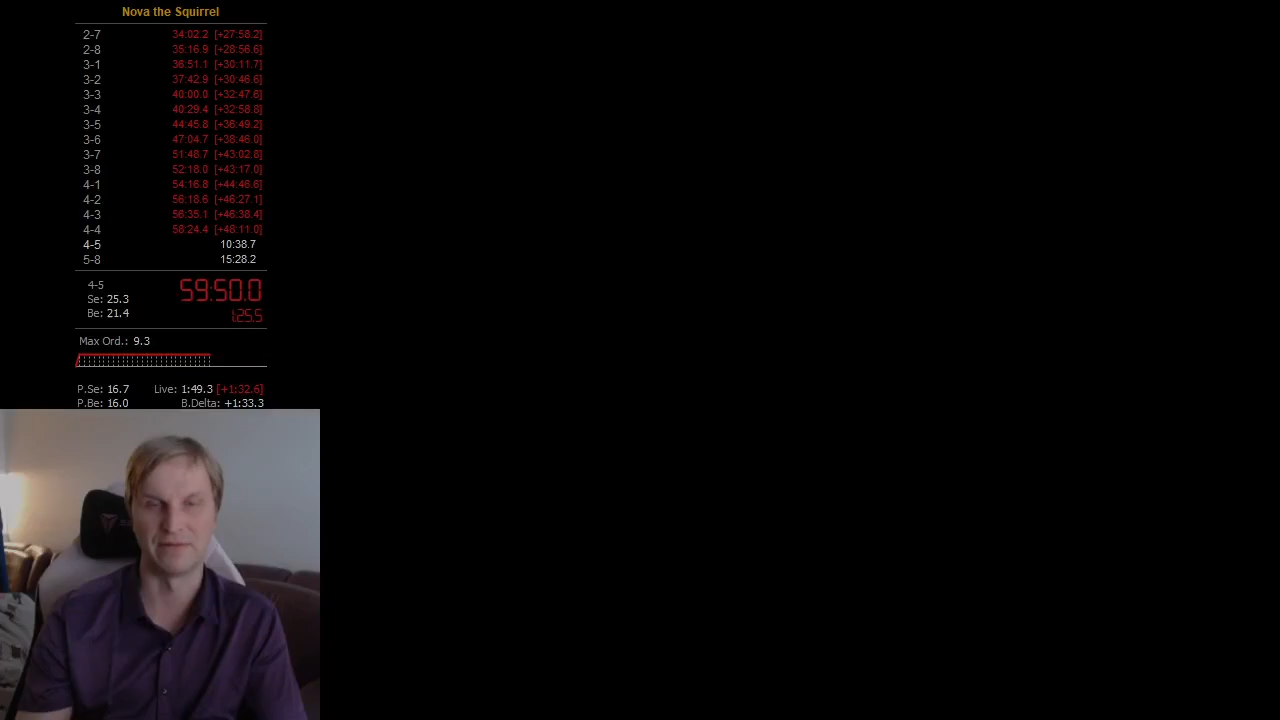 Nova the Squirrel
2-7 34:02.2 [+27:58.2]
2-8 35:16.9 [+28:56.6]
3-1 36:51.1 [+30:11.7]
3-2 37:42.9 [+30:46.6]
3-3 40:00.0 [+32:47.6]
3-4 40:29.4 [+32:58.8]
3-5 44:45.8 [+36:49.2]
3-6 47:04.7 [+38:46.0]
3-7 51:48.7 [+43:02.8]
3-8 52:18.0 [+43:17.0]
4-1 54:16.8 [+44:46.6]
4-2 56:18.6 [+46:27.1]
4-3 56:35.1 [+46:38.4]
4-4 58:24.4 [+48:11.0]
4-5 10:38.7
5-8 15:28.2
4-5 59:50.0
Se: 25.3
Be: 21.4 1:25.5
Max Ord.: 9.3
P.Se: 16.7 Live: 1:49.3 [+1:32.6]
P.Be: 16.0 B.Delta: +1:33.3